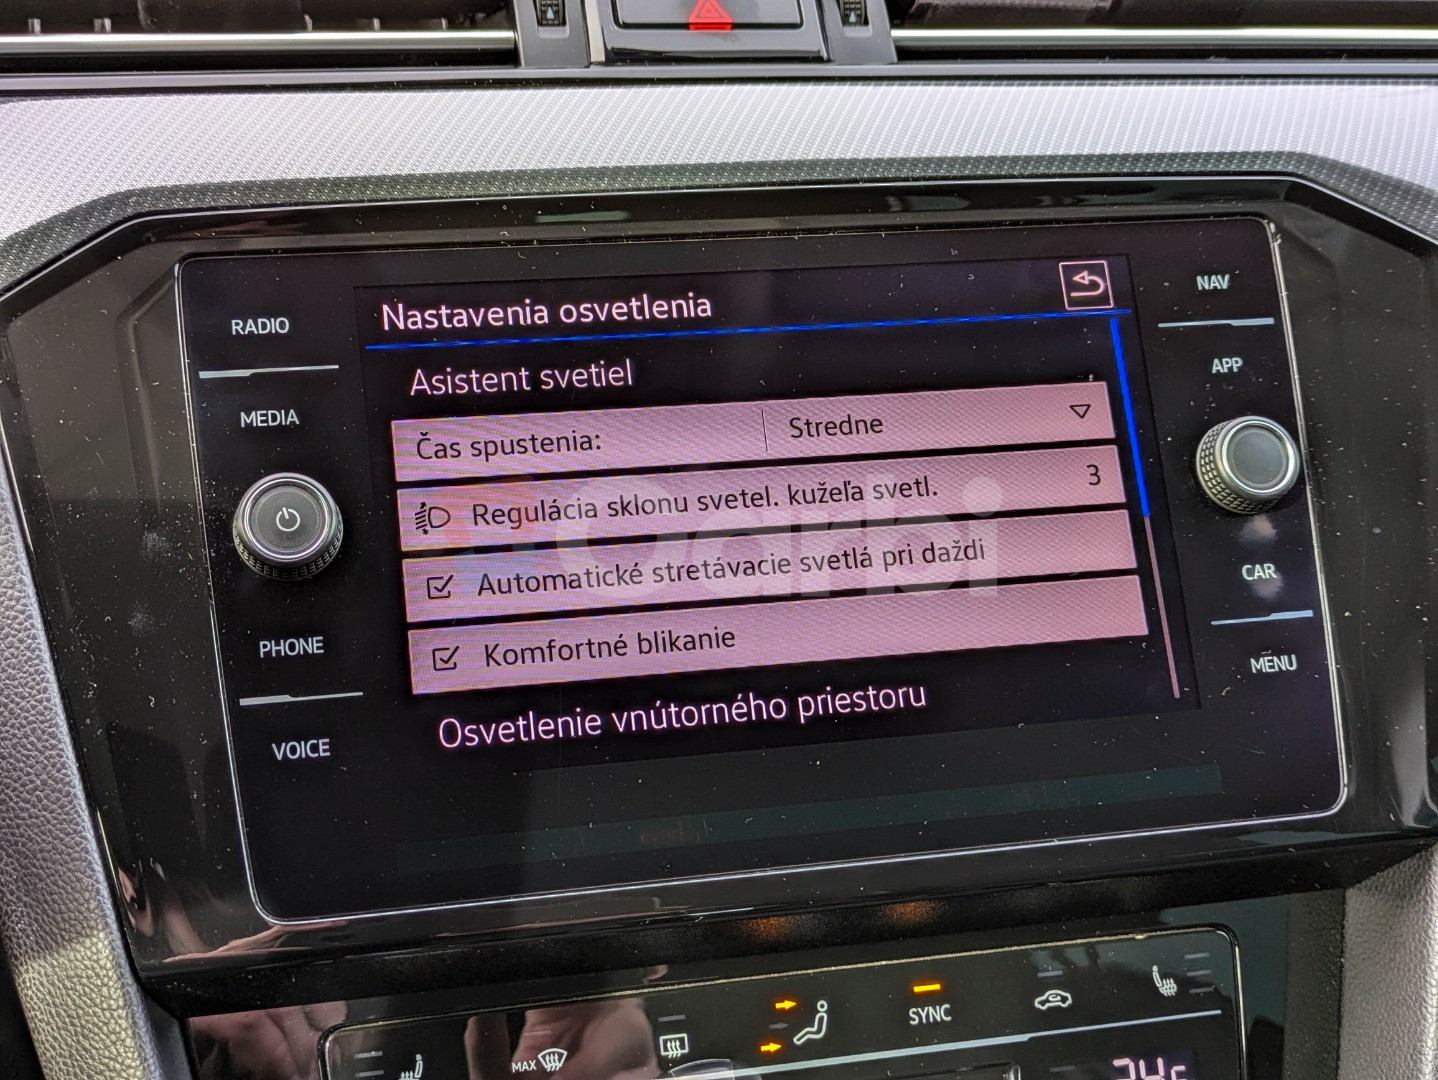 RADIO
MEDIA
PHONE
VOICE
Nastavenia osvetlenia
Asistent svetiel
Čas spustenia: Stredne
Regulácia sklonu svetel. kužeľa svetl. 3
Automatické stretávacie svetlá pri daždi
Komfortné blikanie
Osvetlenie vnútorného priestoru
NAV
APP
CAR
MENU
arbi
MAX
SYNC